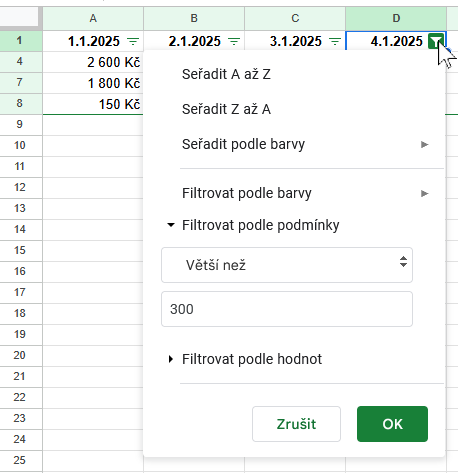 A B C D
1 1.1.2025 2.1.2025 3.1.2025 4.1.2025
4 2 600 Kč
7 1 800 Kč
8 150 Kč
9
10
11
12
13
14
15
16
17
18
19
20
21
22
23
24
25
Seřadit A až Z
Seřadit Z až A
Seřadit podle barvy
Filtrovat podle barvy
Filtrovat podle podmínky
Větší než
300
Filtrovat podle hodnot
Zrušit OK